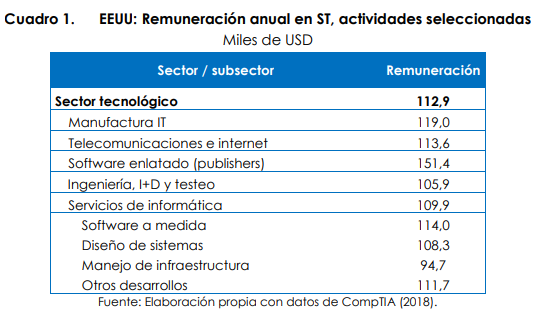 Cuadro 1. EEUU: Remuneración anual en ST, actividades seleccionadas
Miles de USD
Sector / subsector Remuneración
Sector tecnológico 112,9
Manufactura IT 119,0
Telecomunicaciones e internet 113,6
Software enlatado (publishers) 151,4
Ingeniería, I+D y testeo 105,9
Servicios de informática 109,9
Software a medida 114,0
Diseño de sistemas 108,3
Manejo de infraestructura 94,7
Otros desarrollos 111,7
Fuente: Elaboración propia con datos de CompTIA (2018).